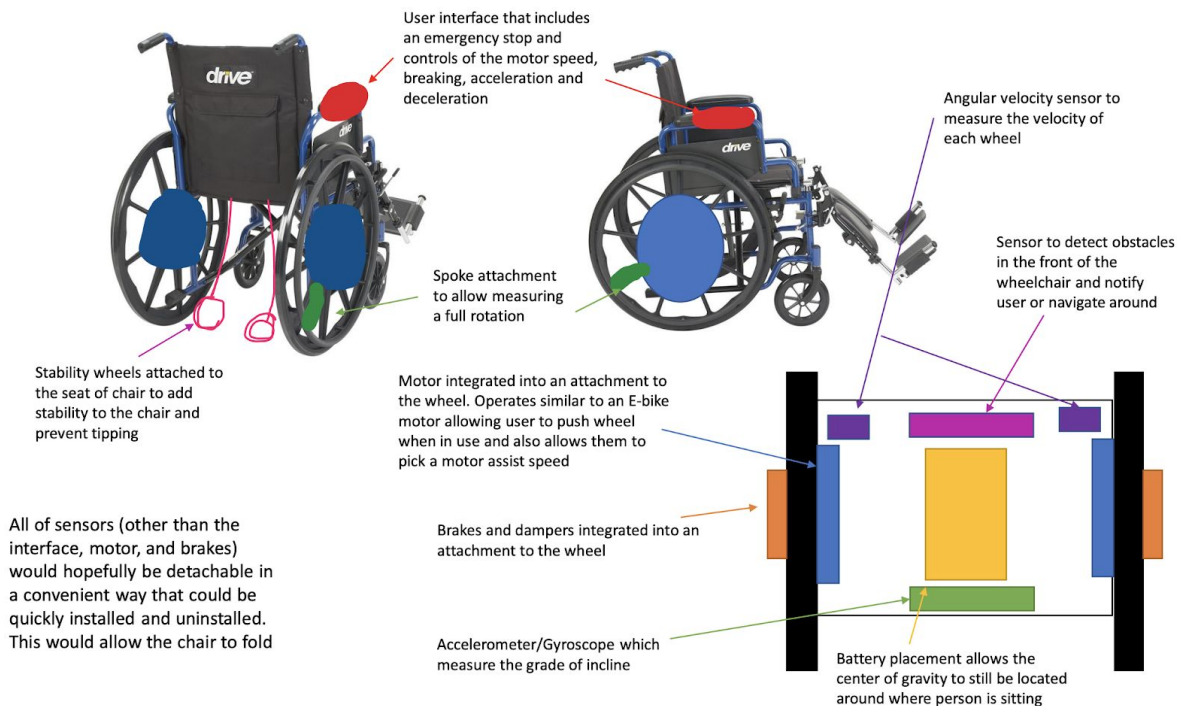 User interface that includes
an emergency stop and
controls of the motor speed,
breaking, acceleration and
deceleration
drive
drive
drive
Angular velocity sensor to
measure the velocity of
each wheel
Sensor to detect obstacles
in the front of the
wheelchair and notify
user or navigate around
Spoke attachment
to allow measuring
a full rotation
Stability wheels attached to
the seat of chair to add
stability to the chair and
prevent tipping
Motor integrated into an attachment to
the wheel. Operates similar to an E-bike
motor allowing user to push wheel
when in use and also allows them to
pick a motor assist speed
All of sensors (other than the
interface, motor, and brakes)
would hopefully be detachable in
a convenient way that could be
quickly installed and uninstalled.
This would allow the chair to fold
Brakes and dampers integrated into an
attachment to the wheel
Accelerometer/Gyroscope which
measure the grade of incline
Battery placement allows the
center of gravity to still be located
around where person is sitting